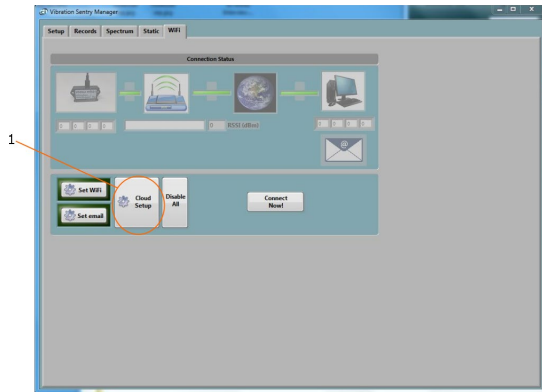 Vibration Sentry Manager
Setup Records Spectrum Static WiFi
Connection Status
0 RSSI (dBm)
@
1
Set WiFi
Set email
Cloud
Setup
Disable
All
Connect
Now!